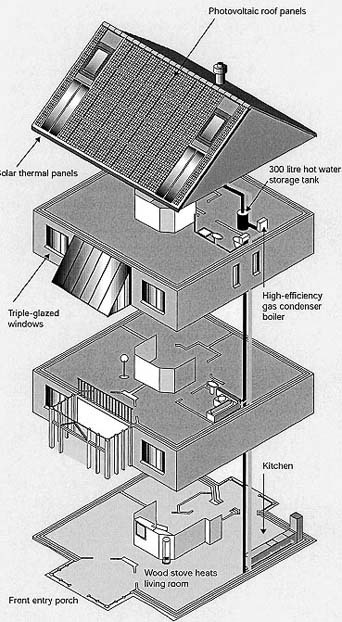 Photovoltaic roof panels
Solar thermal panels
300 litre hot water
storage tank
Triple-glazed
windows
High-efficiency
gas condenser
boiler
Kitchen
Wood stove heats
living room
Front entry porch